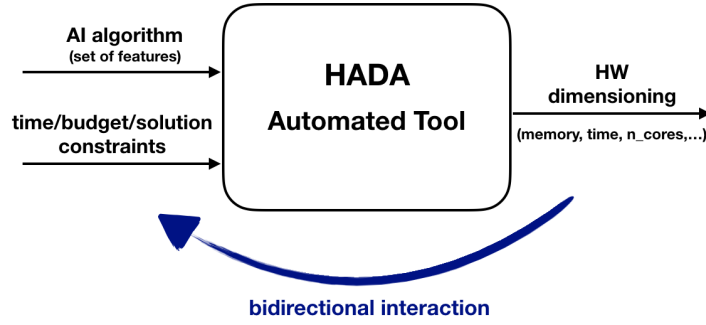 AI algorithm
(set of features)
time/budget/solution
constraints
HADA
Automated Tool
HW
dimensioning
(memory, time, n_cores,...)
bidirectional interaction